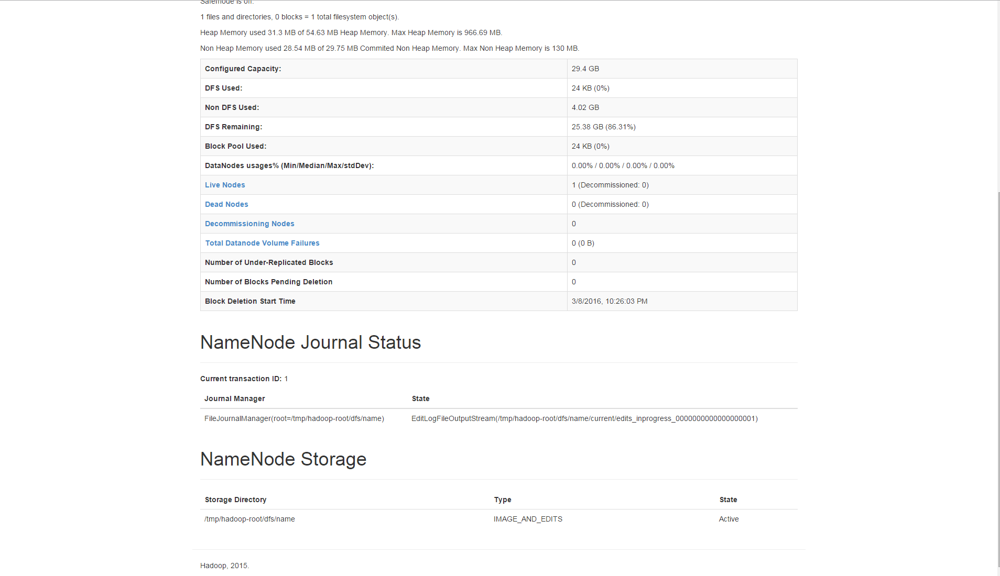 Safemode is off.
1 files and directories, 0 blocks = 1 total filesystem object(s).
Heap Memory used 31.3 MB of 54.63 MB Heap Memory. Max Heap Memory is 966.69 MB.
Non Heap Memory used 28.54 MB of 29.75 MB Commited Non Heap Memory. Max Non Heap Memory is 130 MB.
Configured Capacity: 29.4 GB
DFS Used: 24 KB (0%)
Non DFS Used: 4.02 GB
DFS Remaining: 25.38 GB (86.31%)
Block Pool Used: 24 KB (0%)
DataNodes usages% (Min/Median/Max/stdDev): 0.00% / 0.00% / 0.00% / 0.00%
Live Nodes 1 (Decommissioned: 0)
Dead Nodes 0 (Decommissioned: 0)
Decommissioning Nodes 0
Total Datanode Volume Failures 0 (0 B)
Number of Under-Replicated Blocks 0
Number of Blocks Pending Deletion 0
Block Deletion Start Time 3/8/2016, 10:26:03 PM
NameNode Journal Status
Current transaction ID: 1
Journal Manager State
FileJournalManager(root=/tmp/hadoop-root/dfs/name) EditLogFileOutputStream(/tmp/hadoop-root/dfs/name/current/edits_inprogress_0000000000000000001)
NameNode Storage
Storage Directory Type State
/tmp/hadoop-root/dfs/name IMAGE_AND_EDITS Active
Hadoop, 2015.